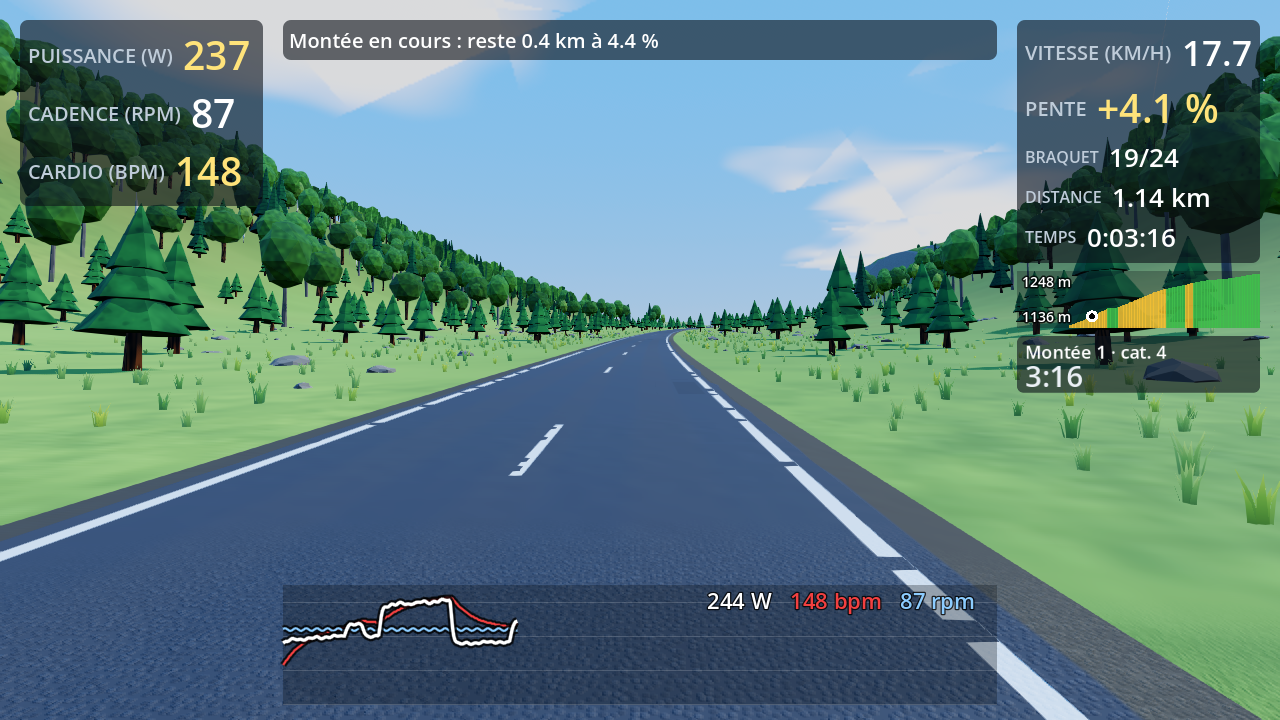 PUISSANCE (W) 237
CADENCE (RPM) 87
CARDIO (BPM) 148
Montée en cours : reste 0.4 km à 4.4 %
VITESSE (KM/H) 17.7
PENTE +4.1 %
BRAQUET 19/24
DISTANCE 1.14 km
TEMPS 0:03:16
1248 m
1136 m
Montée 1 · cat. 4
3:16
244 W 148 bpm 87 rpm